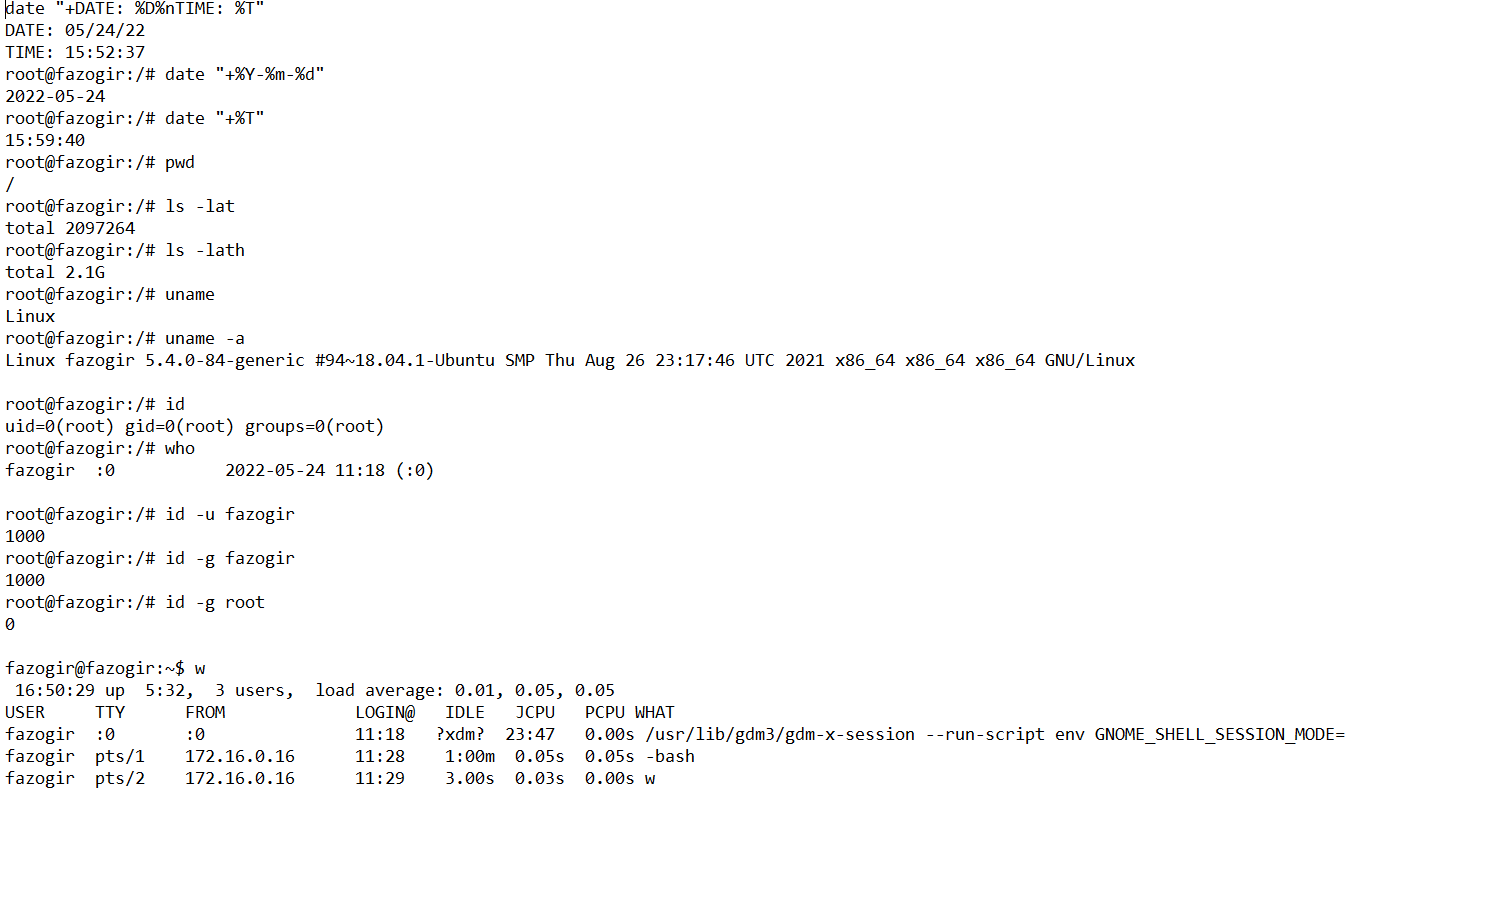 date "+DATE: %D%nTIME: %T"
DATE: 05/24/22
TIME: 15:52:37
root@fazogir:/# date "+%Y-%m-%d"
2022-05-24
root@fazogir:/# date "+%T"
15:59:40
root@fazogir:/# pwd
/
root@fazogir:/# ls -lat
total 2097264
root@fazogir:/# ls -lath
total 2.1G
root@fazogir:/# uname
Linux
root@fazogir:/# uname -a
Linux fazogir 5.4.0-84-generic #94~18.04.1-Ubuntu SMP Thu Aug 26 23:17:46 UTC 2021 x86_64 x86_64 x86_64 GNU/Linux
root@fazogir:/# id
uid=0(root) gid=0(root) groups=0(root)
root@fazogir:/# who
fazogir  :0           2022-05-24 11:18 (:0)
root@fazogir:/# id -u fazogir
1000
root@fazogir:/# id -g fazogir
1000
root@fazogir:/# id -g root
0
fazogir@fazogir:~$ w
 16:50:29 up  5:32,  3 users,  load average: 0.01, 0.05, 0.05
USER     TTY      FROM             LOGIN@   IDLE   JCPU   PCPU WHAT
fazogir  :0       :0               11:18   ?xdm?  23:47   0.00s /usr/lib/gdm3/gdm-x-session --run-script env GNOME_SHELL_SESSION_MODE=
fazogir  pts/1    172.16.0.16      11:28    1:00m  0.05s  0.05s -bash
fazogir  pts/2    172.16.0.16      11:29    3.00s  0.03s  0.00s w